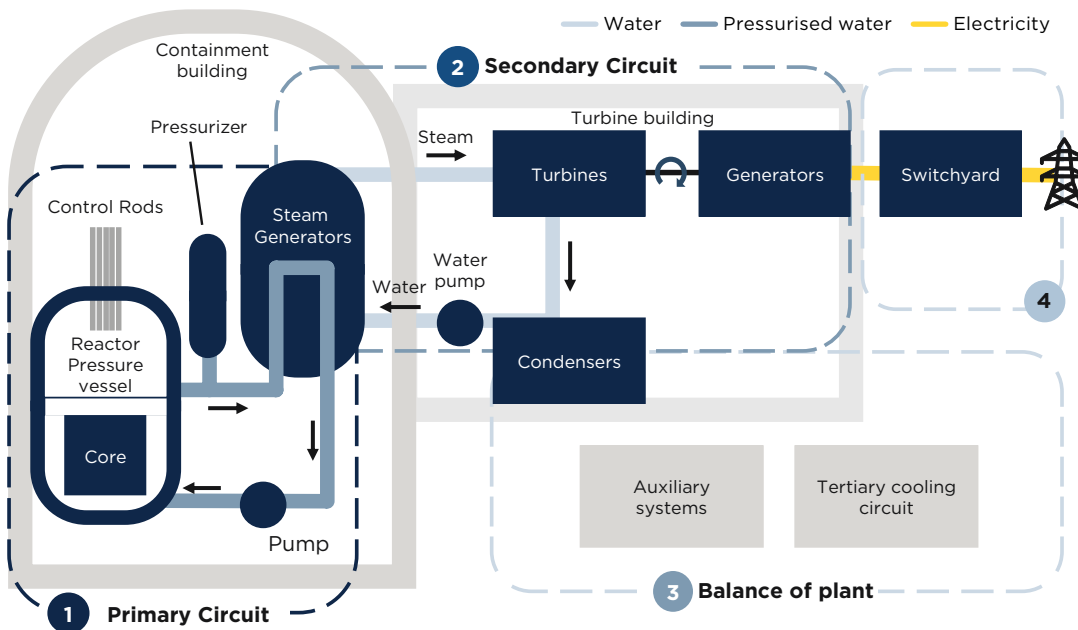 Water
Pressurised water
Electricity
Containment
building
2 Secondary Circuit
Pressurizer
Steam
Turbine building
Turbines
Generators
Switchyard
Control Rods
Steam
Generators
Water
pump
Water
4
Reactor
Pressure
vessel
Condensers
Core
Auxiliary
systems
Tertiary cooling
circuit
Pump
3 Balance of plant
1 Primary Circuit